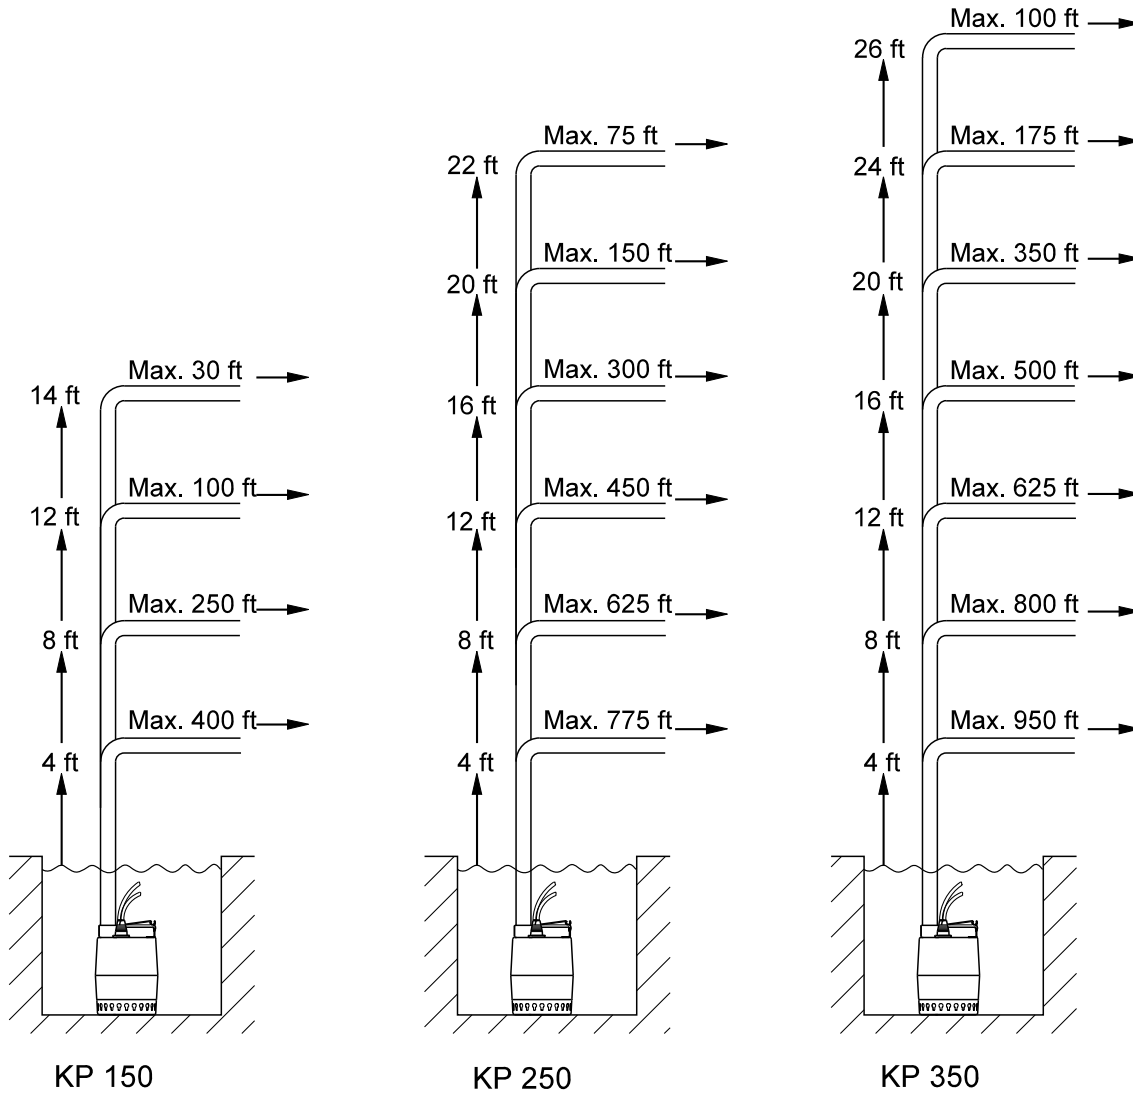 14 ft
Max. 30 ft
12 ft
Max. 100 ft
8 ft
Max. 250 ft
4 ft
Max. 400 ft
KP 150
22 ft
Max. 75 ft
20 ft
Max. 150 ft
16 ft
Max. 300 ft
12 ft
Max. 450 ft
8 ft
Max. 625 ft
4 ft
Max. 775 ft
KP 250
26 ft
Max. 100 ft
24 ft
Max. 175 ft
20 ft
Max. 350 ft
16 ft
Max. 500 ft
12 ft
Max. 625 ft
8 ft
Max. 800 ft
4 ft
Max. 950 ft
KP 350